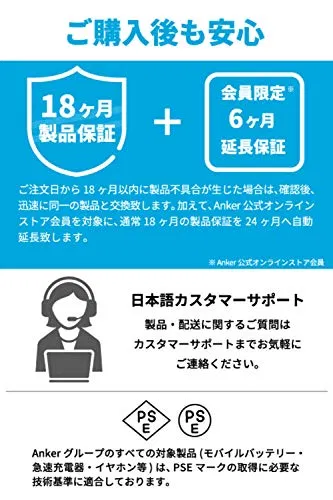 ご購入後も安心
18ヶ月
製品保証
+
会員限定※
6ヶ月
延長保証
ご注文日から 18 ヶ月以内に製品不具合が生じた場合は、確認後、
迅速に同一の製品と交換致します。加えて、Anker 公式オンライン
ストア会員を対象に、通常 18 ヶ月の製品保証を 24 ヶ月へ自動
延長致します。
※ Anker 公式オンラインストア会員
日本語カスタマーサポート
製品・配送に関するご質問は
カスタマーサポートまでお気軽に
ご連絡ください。
PS
E
PS
E
Anker グループのすべての対象製品 (モバイルバッテリー・
急速充電器・イヤホン等) は、PSE マークの取得に必要な
技術基準に適合しております。